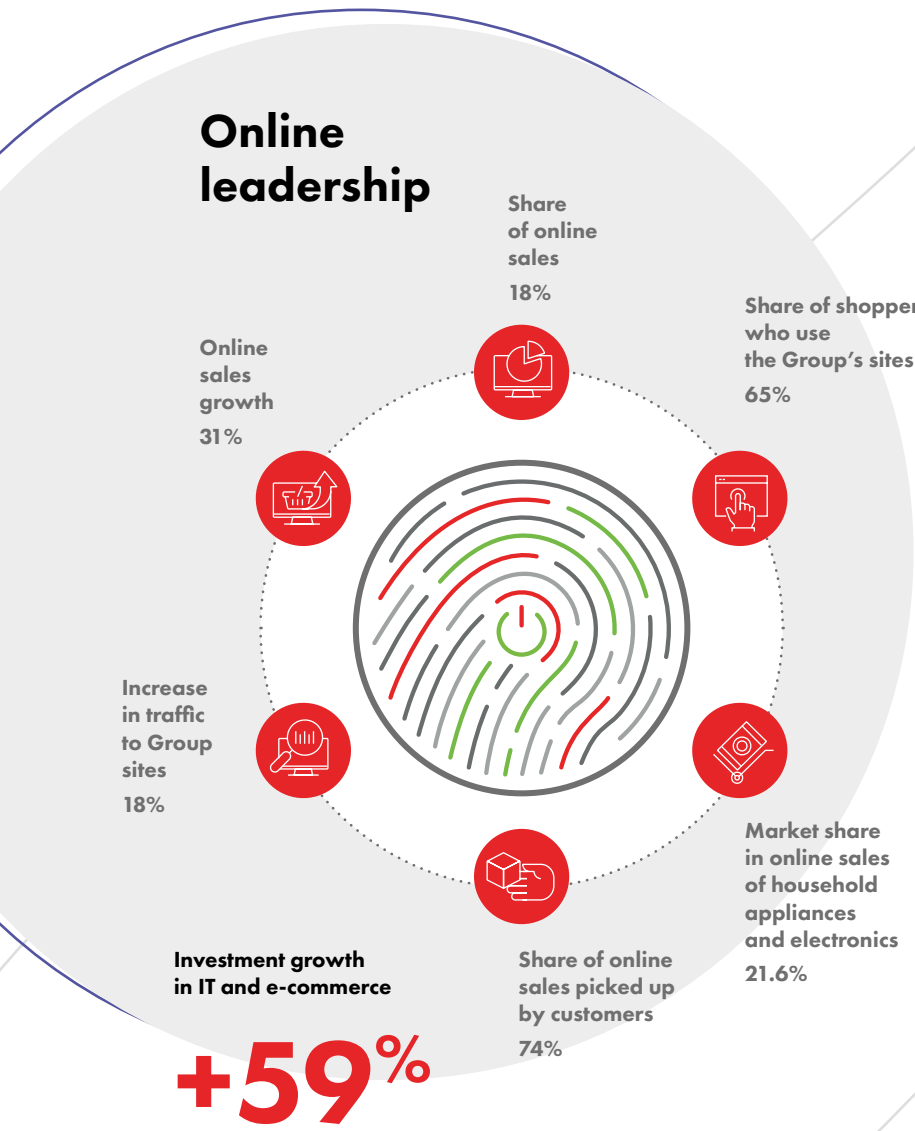 Online
leadership
Share
of online
sales
18%
Share of shopper
who use
the Group's sites
65%
Online
sales
growth
31%
Increase
in traffic
to Group
sites
18%
Market share
in online sales
of household
appliances
and electronics
21.6%
Investment growth
in IT and e-commerce
+59%
Share of online
sales picked up
by customers
74%